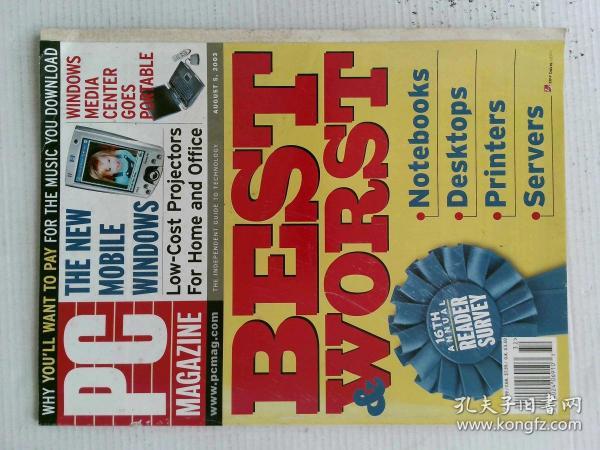 WHY YOU'LL WANT TO PAY FOR THE MUSIC YOU DOWNLOAD
PC
MAGAZINE
THE NEW
MOBILE
WINDOWS
WINDOWS
MEDIA
CENTER
GOES
PORTABLE
Low-Cost Projectors
For Home and Office
www.pcmag.com
THE INDEPENDENT GUIDE TO TECHNOLOGY
AUGUST 5, 2003
BEST
& WORST
• Notebooks
• Desktops
• Printers
• Servers
16TH
ANNUAL
READER
SURVEY
孔夫子旧书网
www.kongfz.com